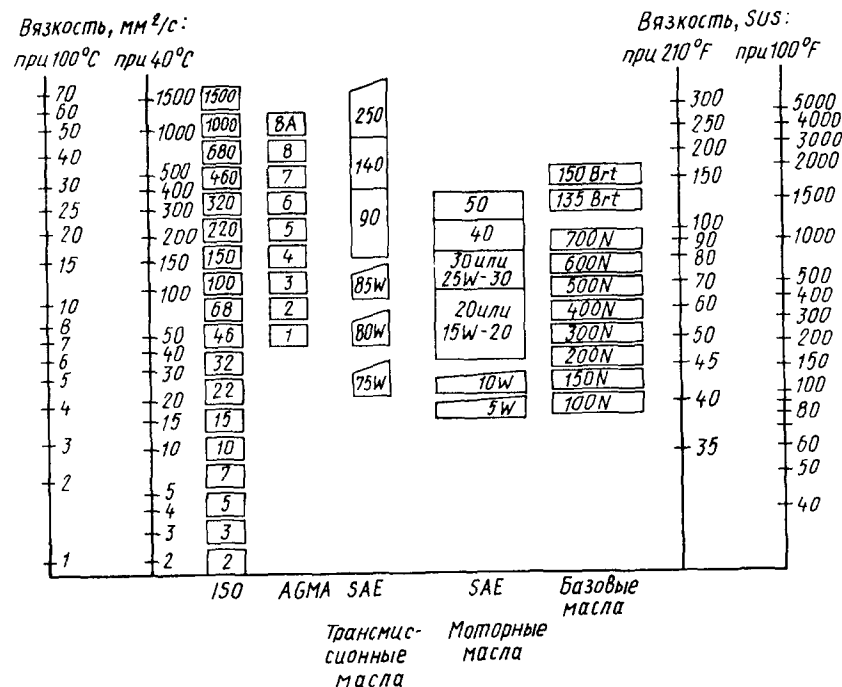 Вязкость, мм²/с:
при 100°C
при 40°C
Вязкость, SUS:
при 210°F
при 100°F
70
60
50
40
30
25
20
15
10
8
7
6
5
4
3
2
1
1500
1000
500
400
300
200
150
100
50
40
30
20
15
10
5
4
3
2
1500
1000
680
460
320
220
150
100
68
46
32
22
15
10
7
5
3
2
8A
8
7
6
5
4
3
2
1
250
140
90
85W
80W
75W
50
40
30 или
25W-30
20 или
15W-20
10W
5W
150 Brt
135 Brt
700N
600N
500N
400N
300N
200N
150N
100N
300
250
200
150
100
90
80
70
60
50
45
40
35
5000
4000
3000
2000
1500
1000
500
400
300
200
150
100
80
60
50
40
ISO
AGMA
SAE
SAE
Базовые
масла
Трансмис-
сионные
масла
Моторные
масла